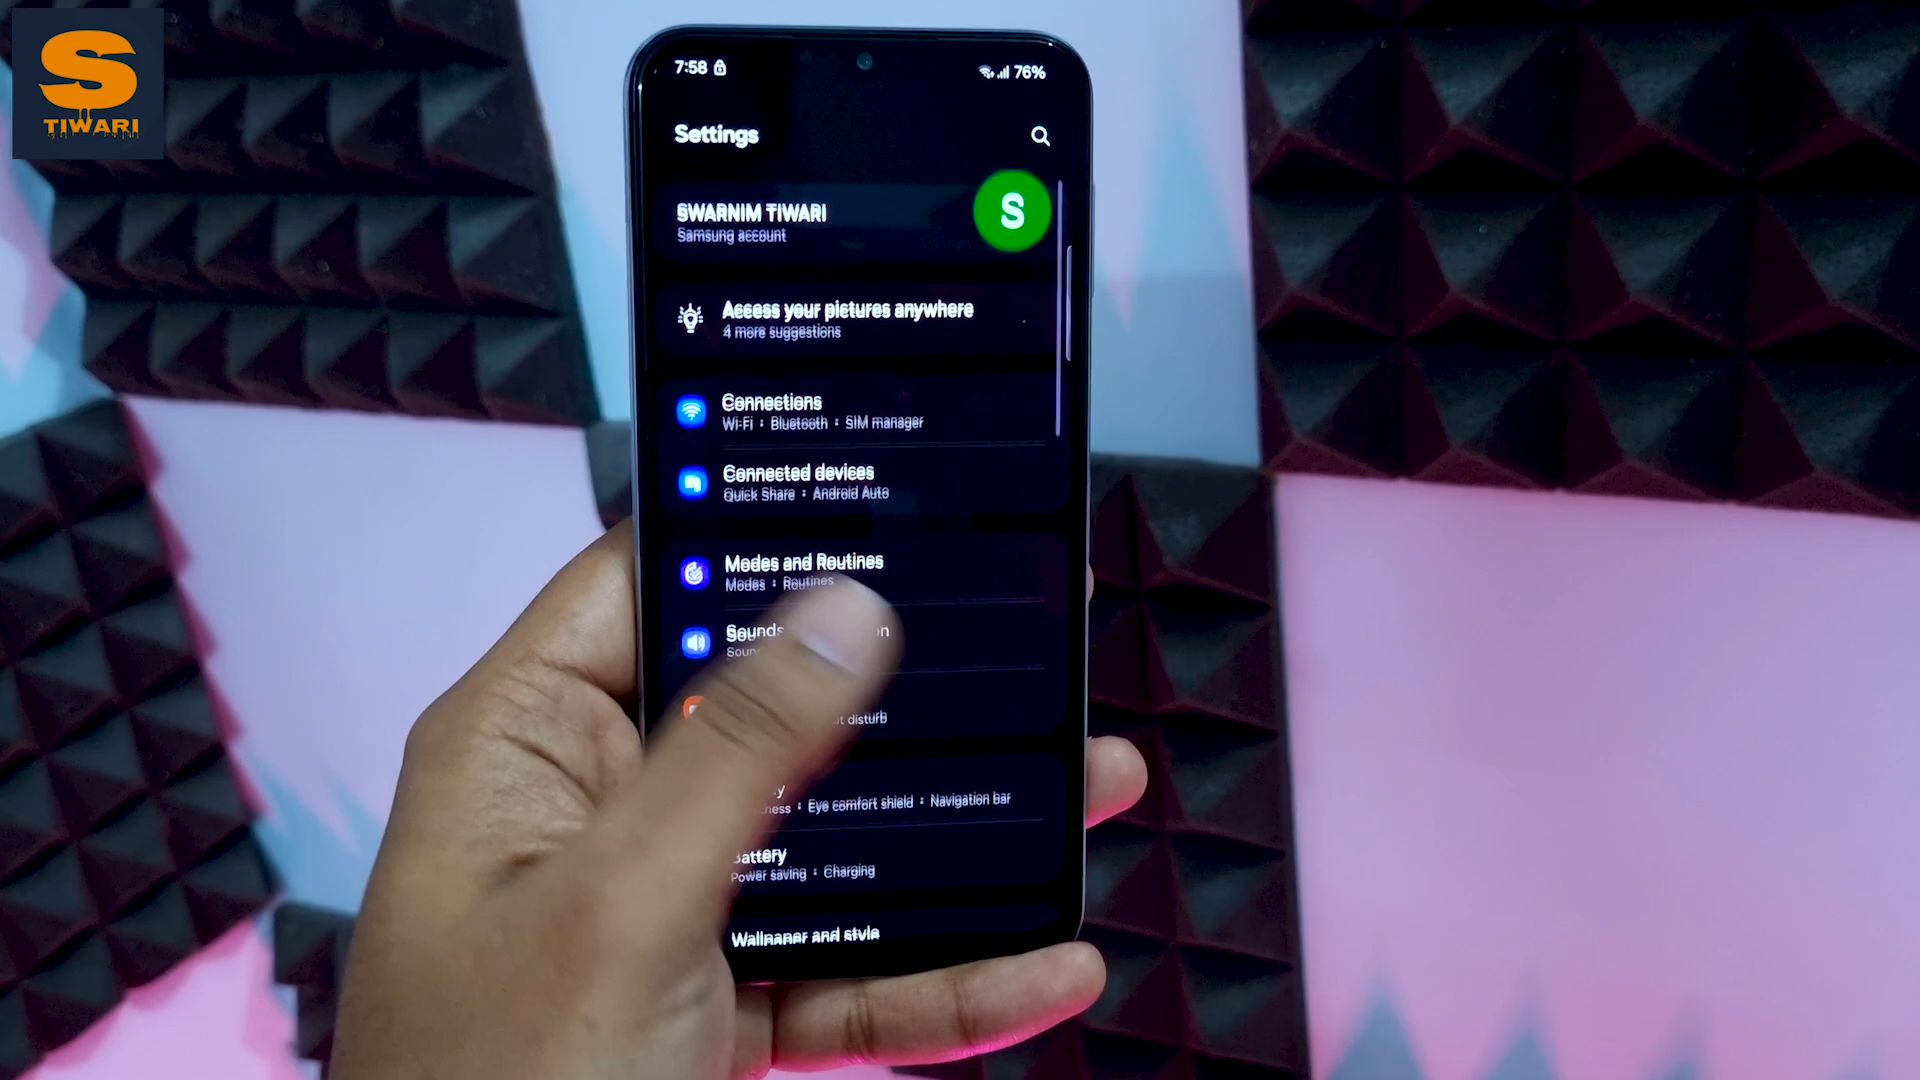 S
TIWARI
7:58
76%
Settings
SWARNIM TIWARI
Samsung account
S
Access your pictures anywhere
4 more suggestions
Connections
Wi-Fi • Bluetooth • SIM manager
Connected devices
Quick Share • Android Auto
Modes and Routines
Modes • Routines
Sounds
disturb
Eye comfort shield • Navigation bar
Battery
Power saving • Charging
Wallpaper and style